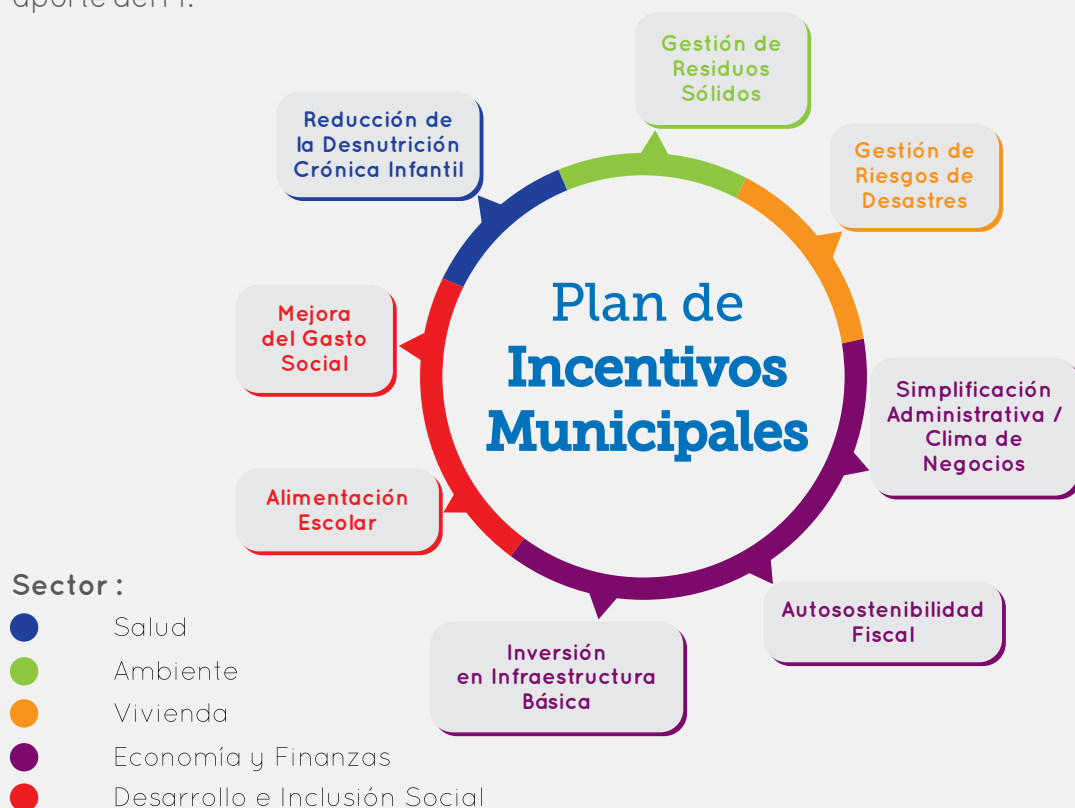 Gestión de
Residuos
Sólidos
Reducción de
la Desnutrición
Crónica Infantil
Gestión de
Riesgos de
Desastres
Plan de
Incentivos
Municipales
Mejora
del Gasto
Social
Simplificación
Administrativa /
Clima de
Negocios
Alimentación
Escolar
Autosostenibilidad
Fiscal
Inversión
en Infraestructura
Básica
Sector :
Salud
Ambiente
Vivienda
Economía y Finanzas
Desarrollo e Inclusión Social